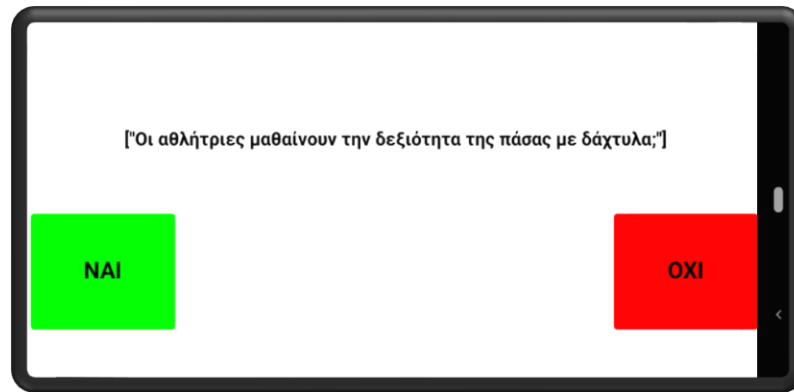 ["Οι αθλήτριες μαθαίνουν την δεξιότητα της πάσας με δάχτυλα;"]
ΝΑΙ
ΟΧΙ